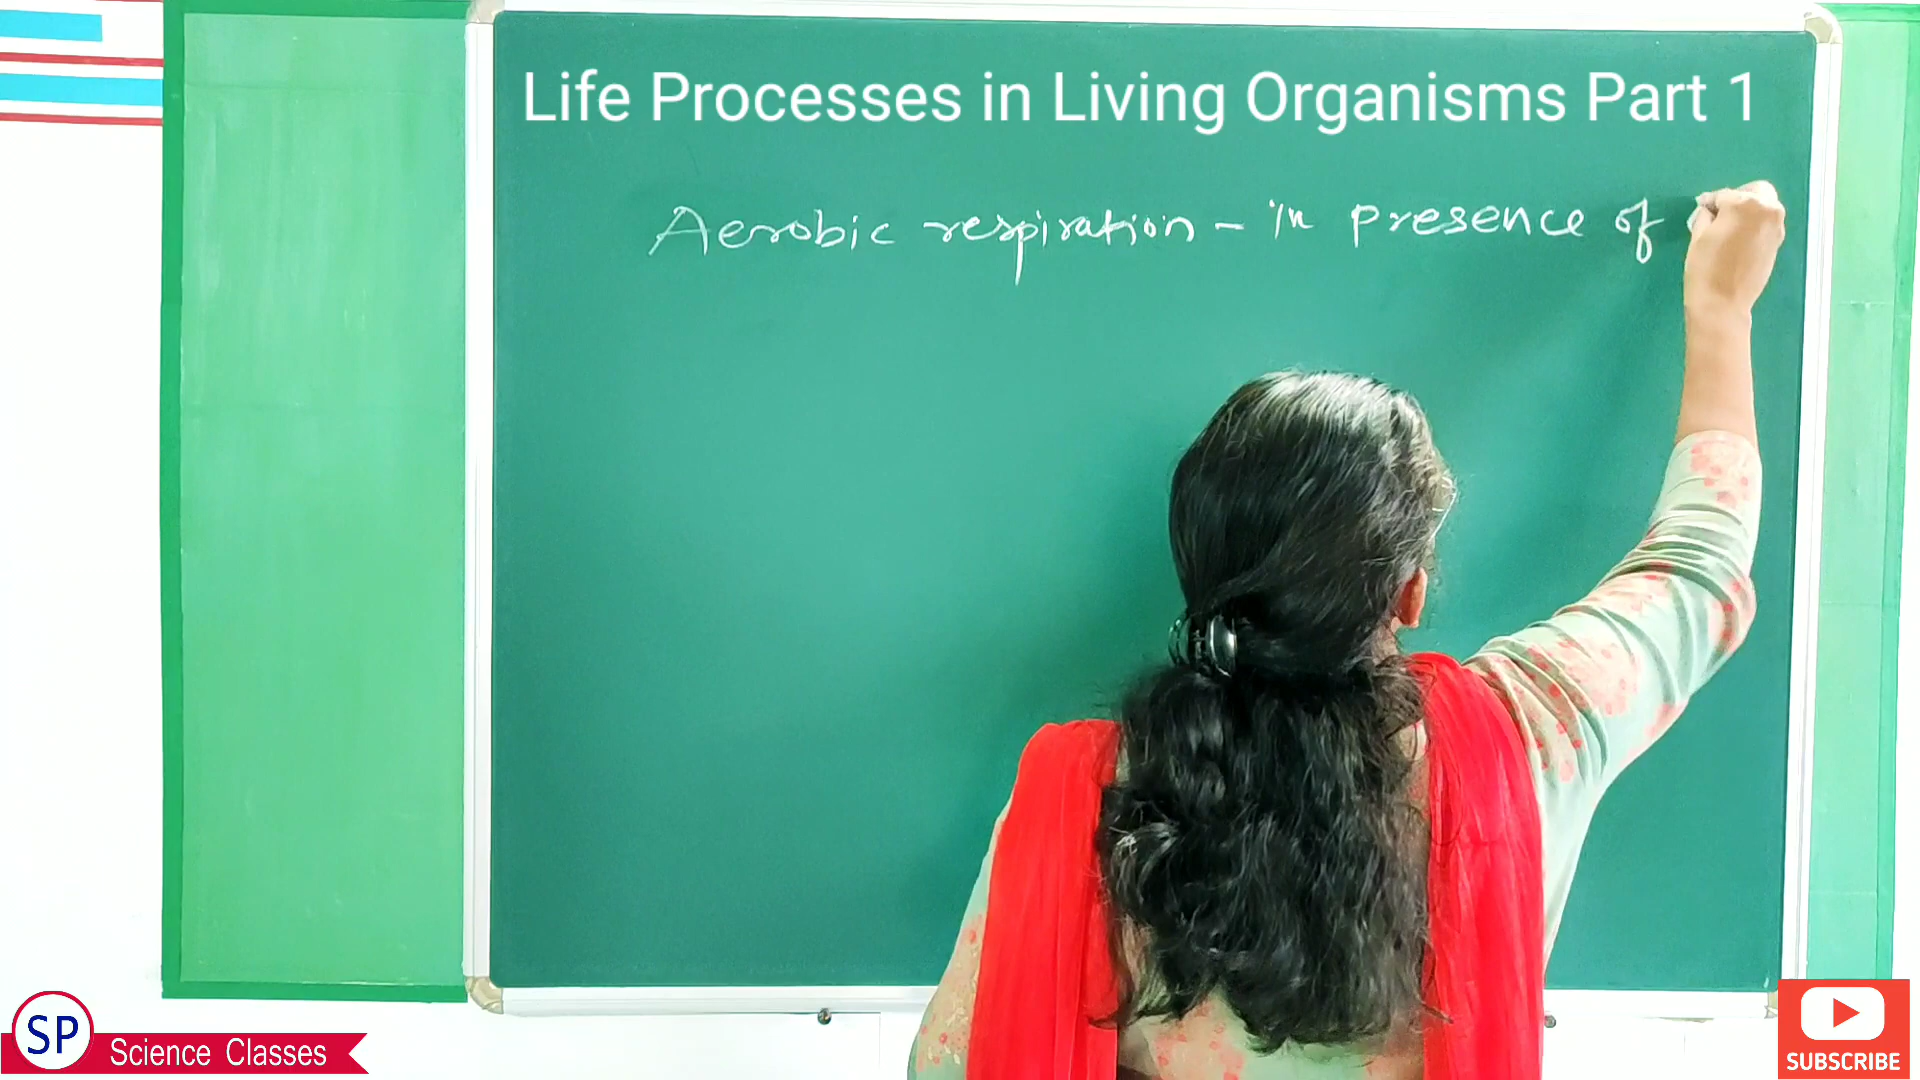 Life Processes in Living Organisms Part 1
Aerobic respiration - in presence of
SP
Science Classes
SUBSCRIBE